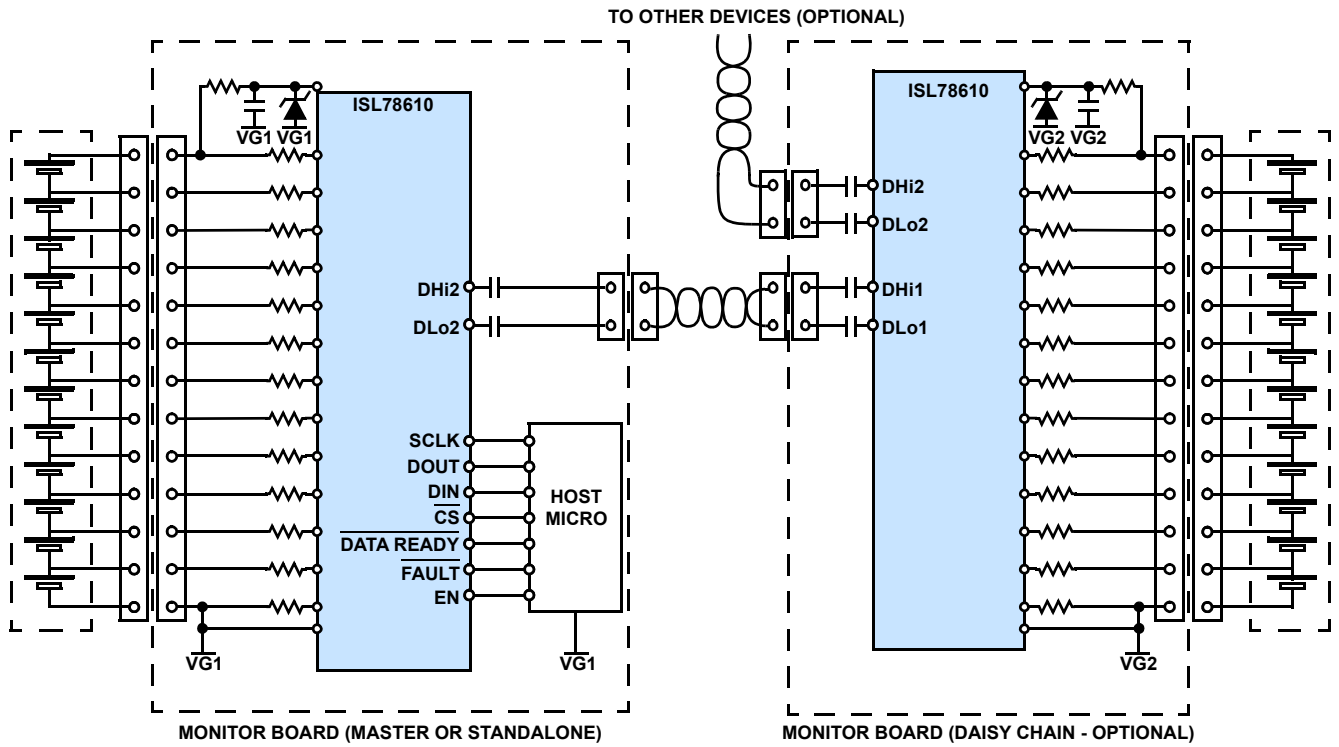 TO OTHER DEVICES (OPTIONAL)
ISL78610
VG1 VG1
DHi2
DLo2
SCLK
DOUT
DIN
CS
DATA READY
FAULT
EN
HOST
MICRO
VG1
VG1
MONITOR BOARD (MASTER OR STANDALONE)
ISL78610
VG2 VG2
DHi2
DLo2
DHi1
DLo1
VG2
MONITOR BOARD (DAISY CHAIN - OPTIONAL)